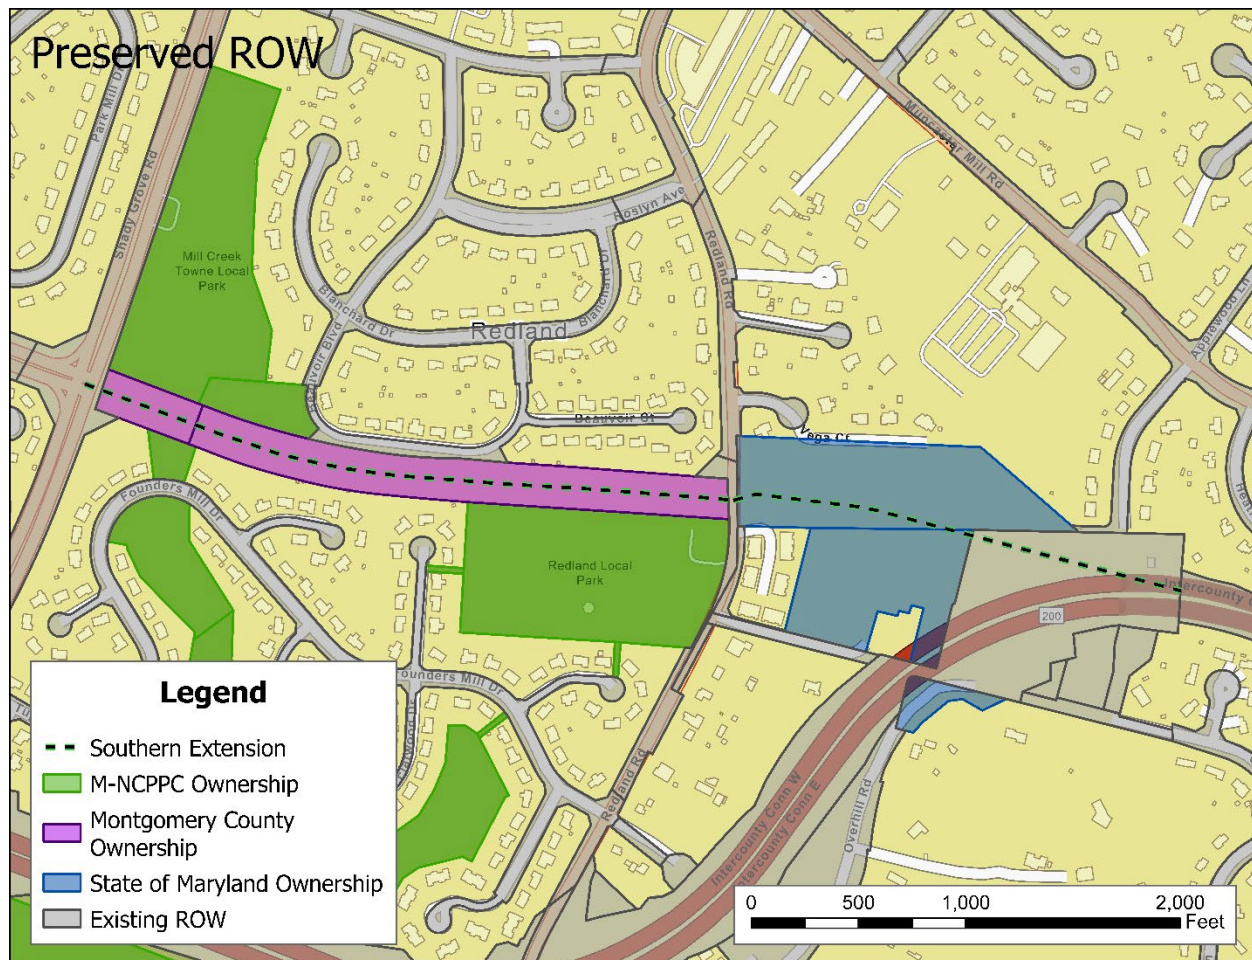 Preserved ROW
Park Mill Dr
Shady Grove Rd
Muncaster Mill Rd
Roslyn Ave
Redland Rd
Mill Creek
Towne Local
Park
Blanchard Dr
Blanchard Dr
Redland
Beauvoir Blvd
Applewood Ln
Beauvoir Ct
Vega Ct
Founders Mill Dr
Redland Local
Park
Intercounty C
200
Founders Mill Dr
Redland Rd
Intercounty Conn W
Intercounty Conn E
Overhill Rd
Legend
Southern Extension
M-NCPPC Ownership
Montgomery County
Ownership
State of Maryland Ownership
Existing ROW
0 500 1,000 2,000
Feet